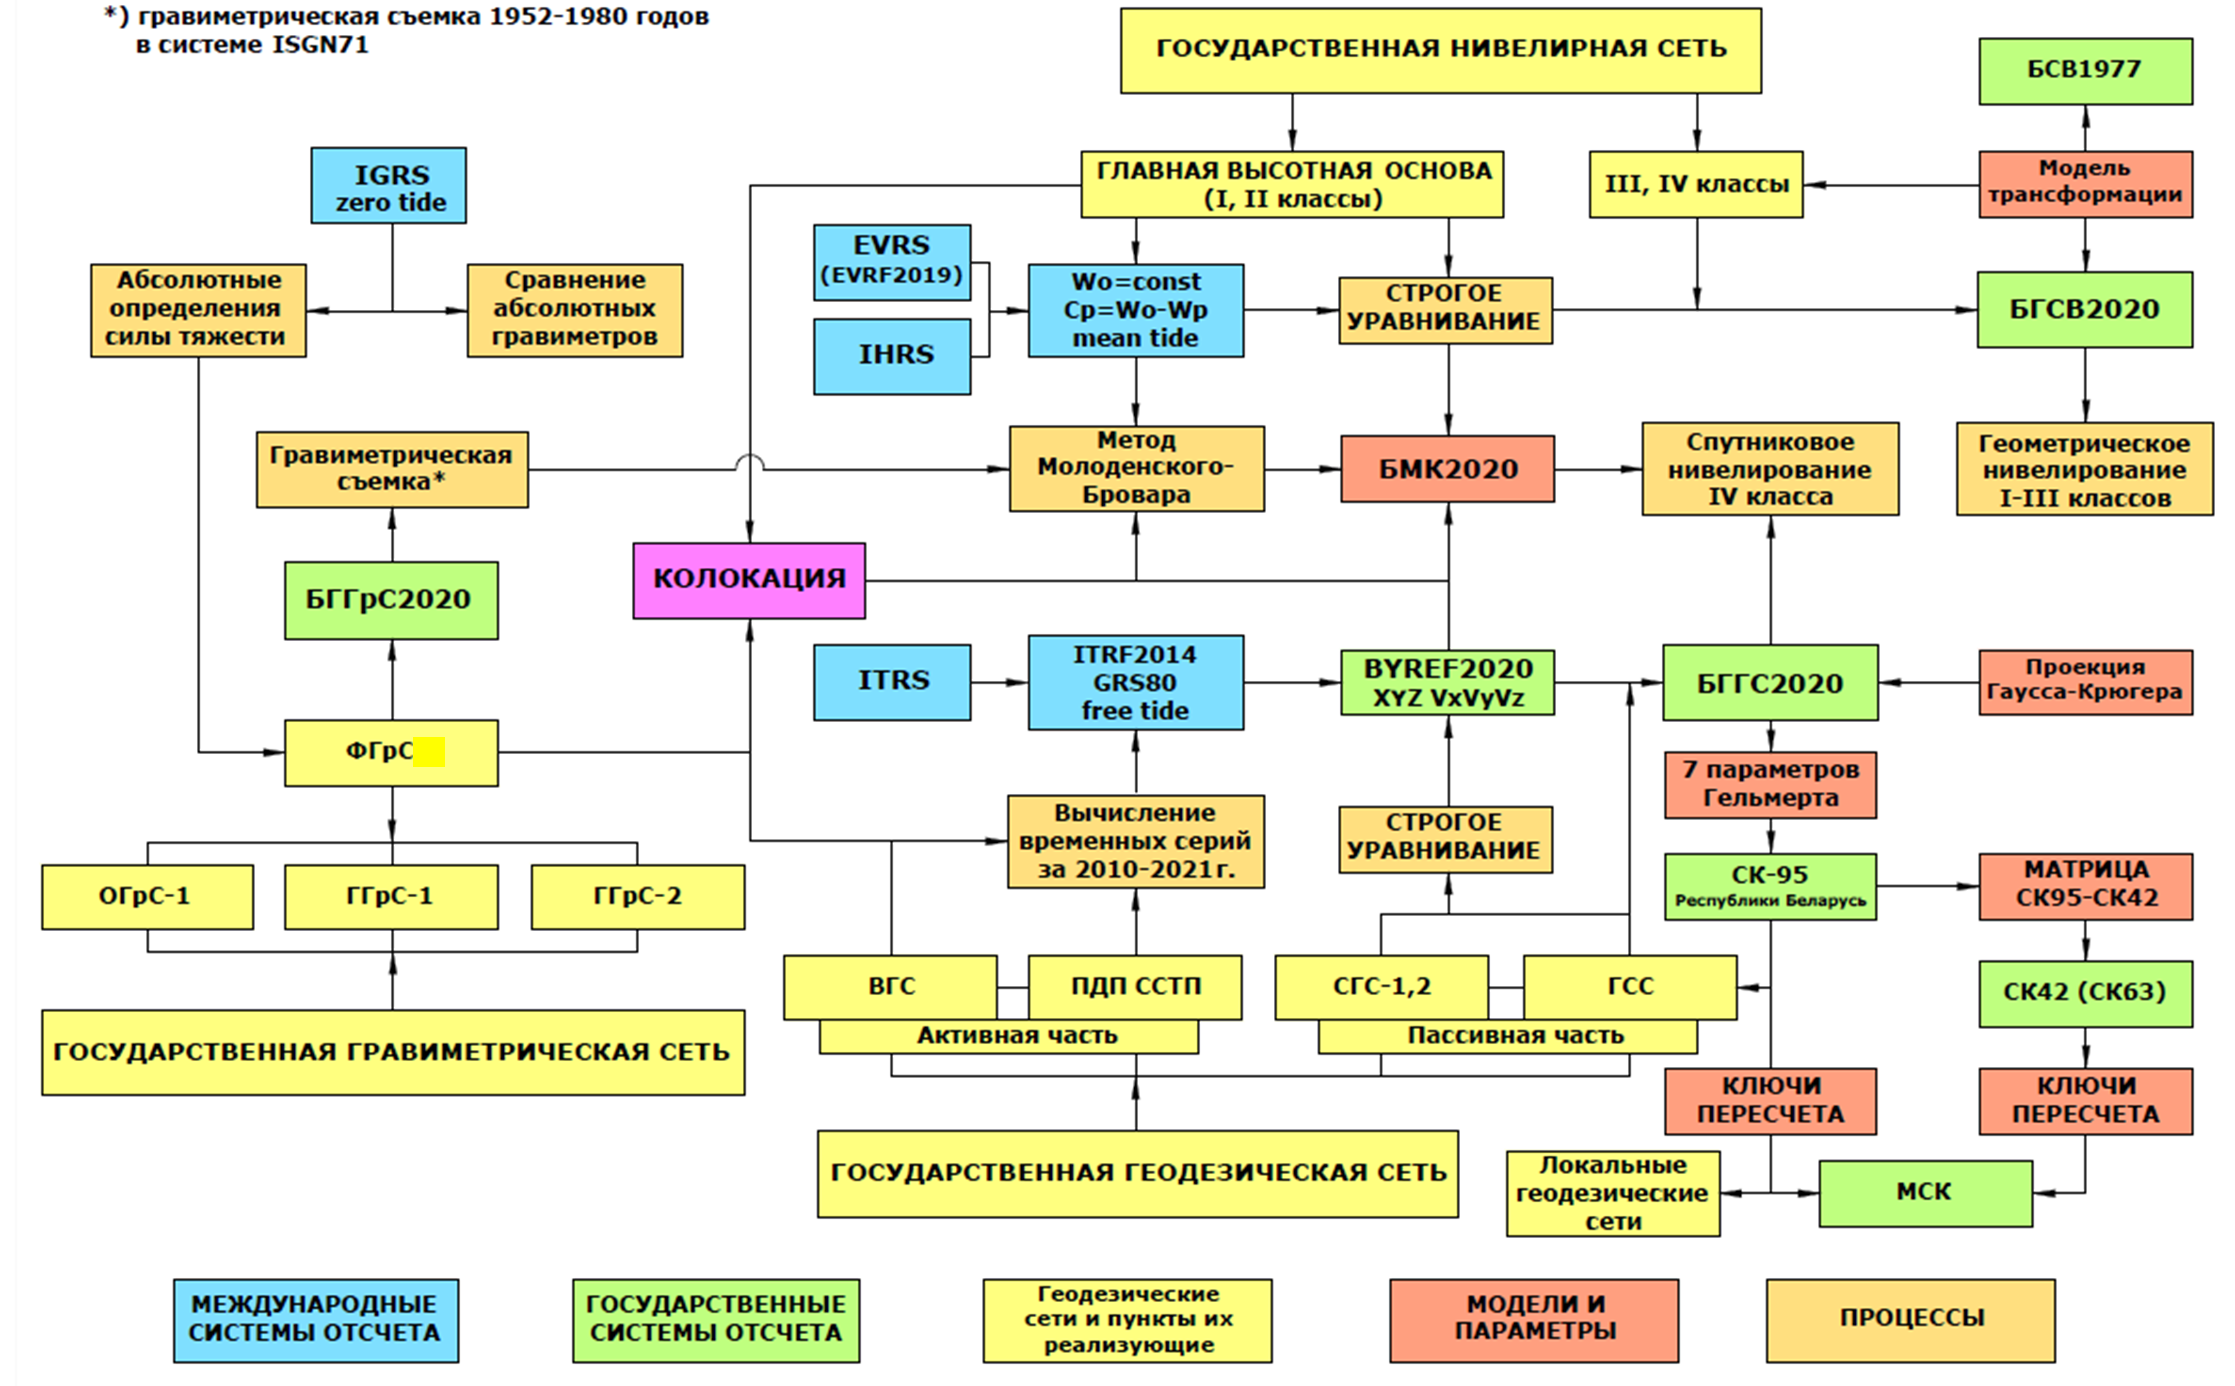 *) гравиметрическая съемка 1952-1980 годов
в системе ISGN71
ГОСУДАРСТВЕННАЯ НИВЕЛИРНАЯ СЕТЬ
БСВ1977
IGRS
zero tide
ГЛАВНАЯ ВЫСОТНАЯ ОСНОВА
(I, II классы)
III, IV классы
Модель
трансформации
EVRS
(EVRF2019)
IHRS
Абсолютные
определения
силы тяжести
Сравнение
абсолютных
гравиметров
Wo=const
Cp=Wo-Wp
mean tide
СТРОГОЕ
УРАВНИВАНИЕ
БГСВ2020
Гравиметрическая
съемка*
Метод
Молоденского-
Бровара
БМК2020
Спутниковое
нивелирование
IV класса
Геометрическое
нивелирование
I-III классов
БГГрС2020
КОЛОКАЦИЯ
ITRS
ITRF2014
GRS80
free tide
BYREF2020
XYZ VxVyVz
БГГС2020
Проекция
Гаусса-Крюгера
ФГрС
7 параметров
Гельмерта
Вычисление
временных серий
за 2010-2021г.
СТРОГОЕ
УРАВНИВАНИЕ
СК-95
Республики Беларусь
МАТРИЦА
СК95-СК42
ОГрС-1
ГГрС-1
ГГрС-2
ВГС
ПДП ССТП
СГС-1,2
ГСС
СК42 (СК63)
Активная часть
Пассивная часть
ГОСУДАРСТВЕННАЯ ГРАВИМЕТРИЧЕСКАЯ СЕТЬ
КЛЮЧИ
ПЕРЕСЧЕТА
КЛЮЧИ
ПЕРЕСЧЕТА
ГОСУДАРСТВЕННАЯ ГЕОДЕЗИЧЕСКАЯ СЕТЬ
Локальные
геодезические
сети
МСК
МЕЖДУНАРОДНЫЕ
СИСТЕМЫ ОТСЧЕТА
ГОСУДАРСТВЕННЫЕ
СИСТЕМЫ ОТСЧЕТА
Геодезические
сети и пункты их
реализующие
МОДЕЛИ И
ПАРАМЕТРЫ
ПРОЦЕССЫ